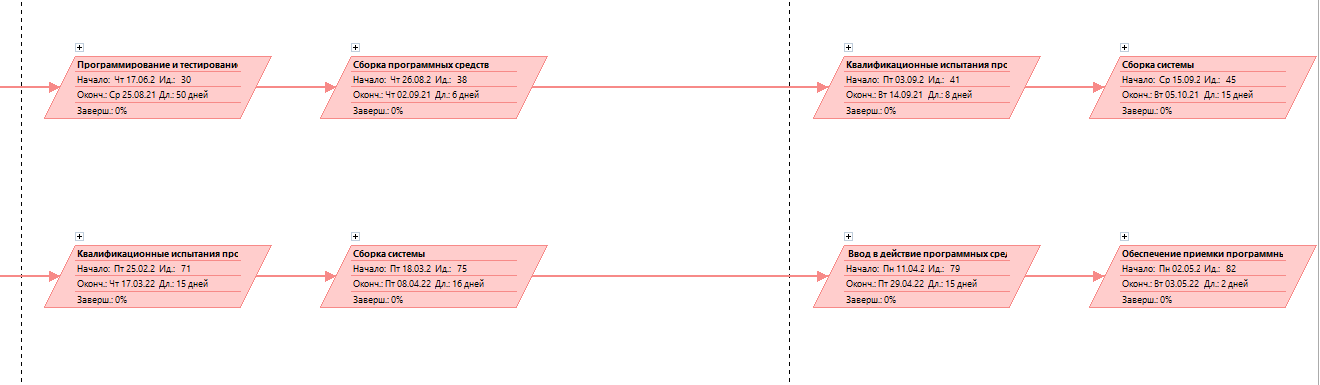 Программирование и тестировани
Начало: Чт 17.06.2 Ид.: 30
Оконч.: Ср 25.08.21 Дл.: 50 дней
Заверш.: 0%
Сборка программных средств
Начало: Чт 26.08.2 Ид.: 38
Оконч.: Чт 02.09.21 Дл.: 6 дней
Заверш.: 0%
Квалификационные испытания прс
Начало: Пт 03.09.2 Ид.: 41
Оконч.: Вт 14.09.21 Дл.: 8 дней
Заверш.: 0%
Сборка системы
Начало: Ср 15.09.2 Ид.: 45
Оконч.: Вт 05.10.21 Дл.: 15 дней
Заверш.: 0%
Квалификационные испытания прс
Начало: Пт 25.02.2 Ид.: 71
Оконч.: Чт 17.03.22 Дл.: 15 дней
Заверш.: 0%
Сборка системы
Начало: Пт 18.03.2 Ид.: 75
Оконч.: Пт 08.04.22 Дл.: 16 дней
Заверш.: 0%
Ввод в действие программных сред
Начало: Пн 11.04.2 Ид.: 79
Оконч.: Пт 29.04.22 Дл.: 15 дней
Заверш.: 0%
Обеспечение приемки программнь
Начало: Пн 02.05.2 Ид.: 82
Оконч.: Вт 03.05.22 Дл.: 2 дней
Заверш.: 0%